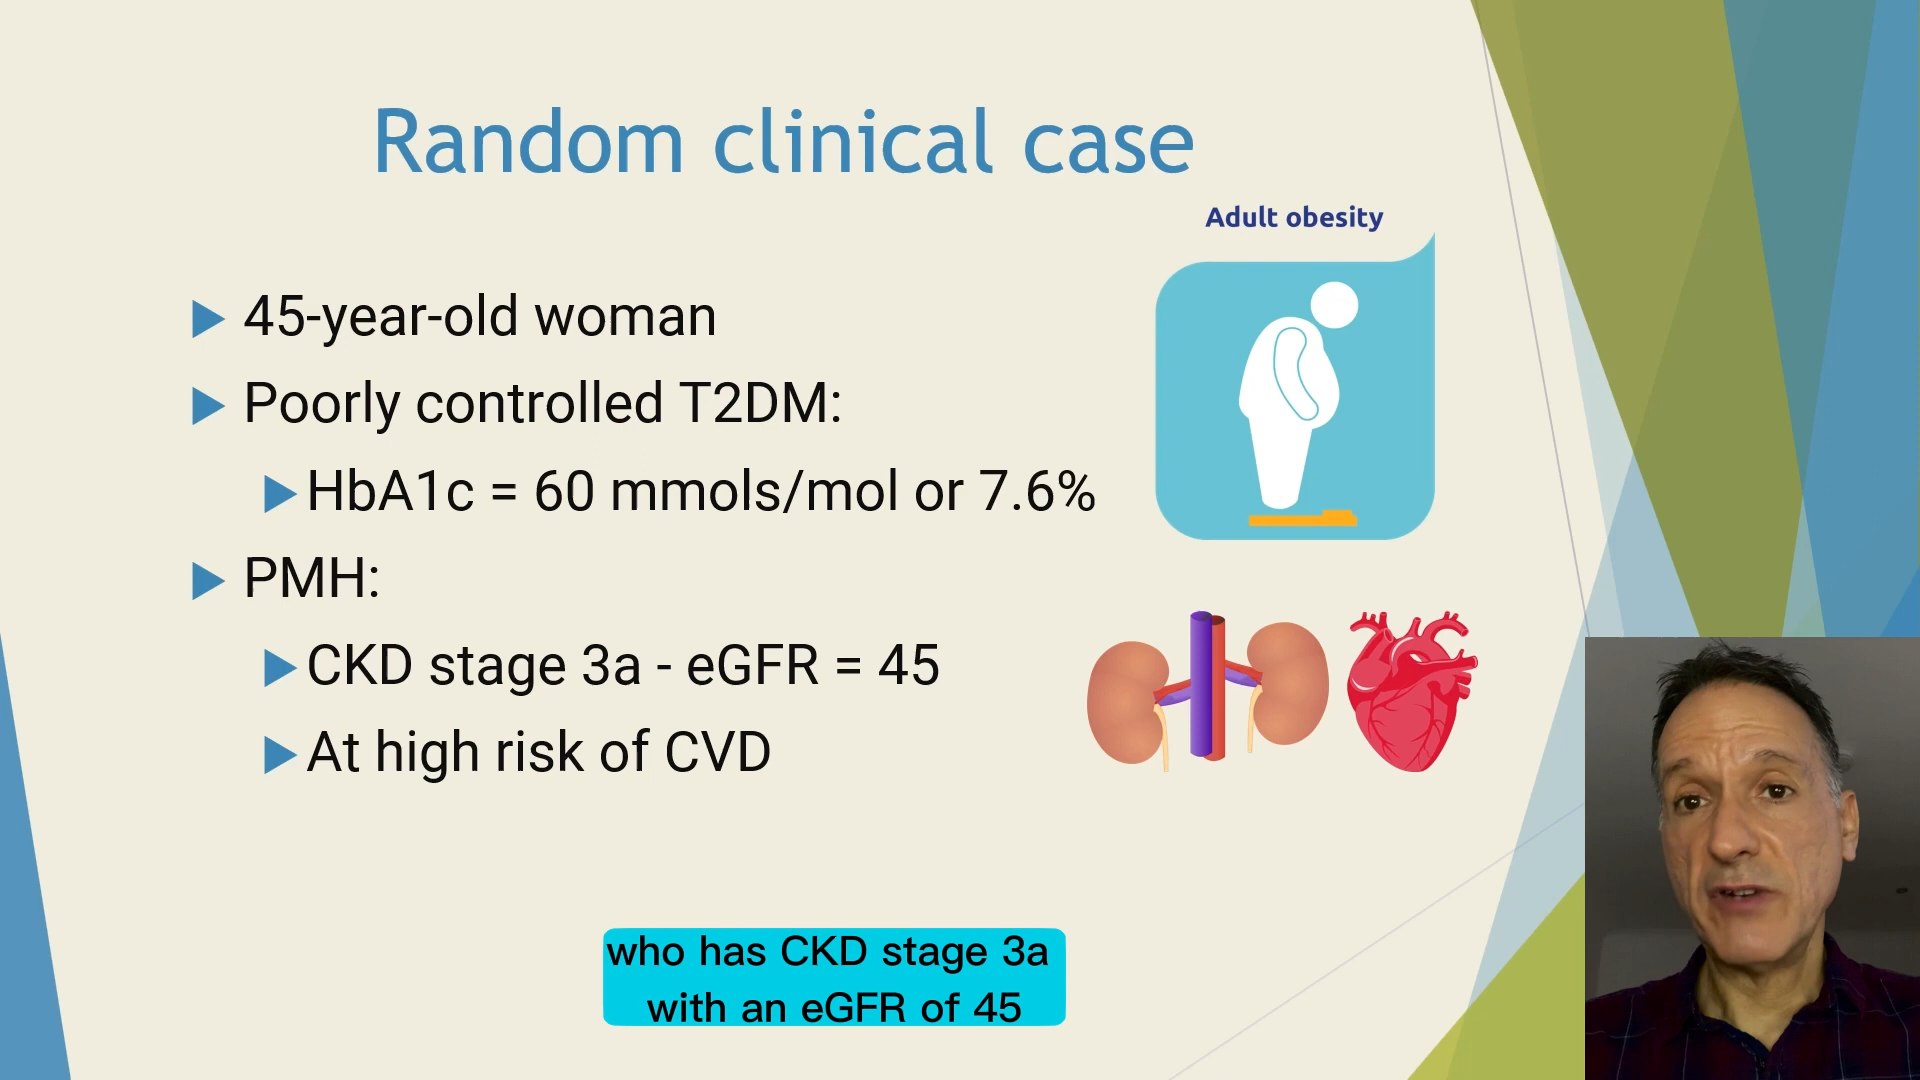 Random clinical case
Adult obesity
45-year-old woman
Poorly controlled T2DM:
HbA1c = 60 mmols/mol or 7.6%
PMH:
CKD stage 3a - eGFR = 45
At high risk of CVD
who has CKD stage 3a
with an eGFR of 45